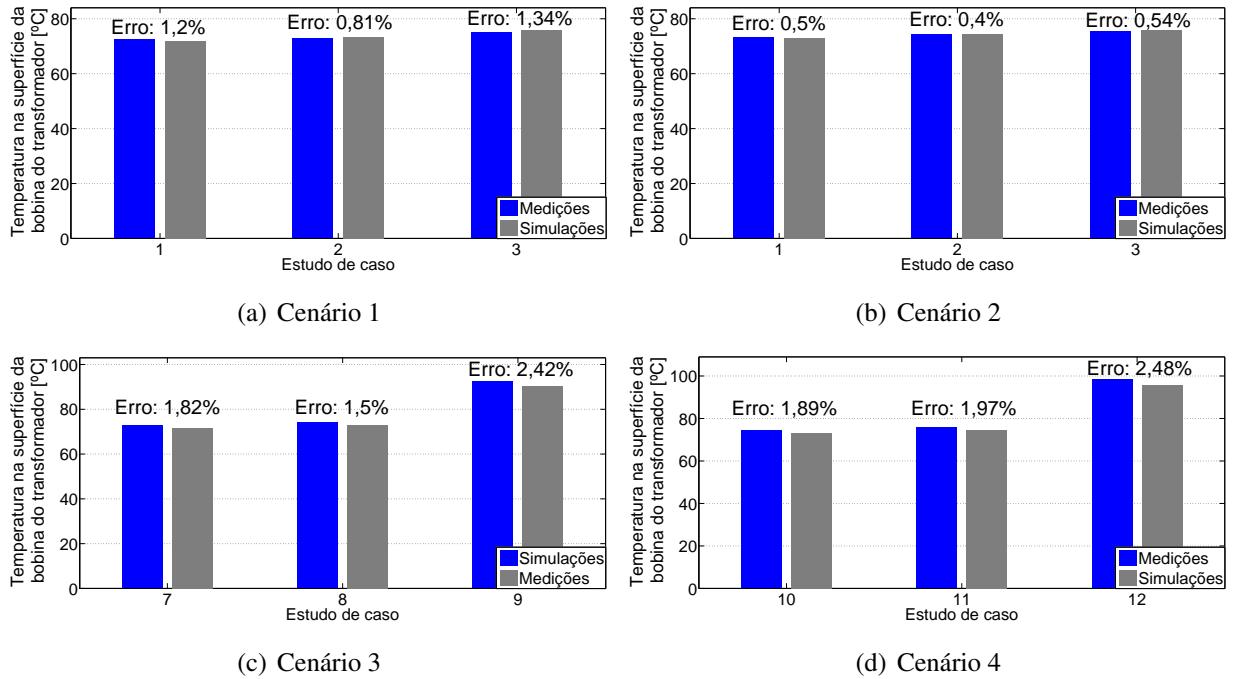 Temperatura na superfície da
bobina do transformador [ºC]
80
60
40
20
0
Erro: 1,2%
Erro: 0,81%
Erro: 1,34%
Medições
Simulações
1
2
3
Estudo de caso
(a) Cenário 1
Temperatura na superfície da
bobina do transformador [ºC]
80
60
40
20
0
Erro: 0,5%
Erro: 0,4%
Erro: 0,54%
Medições
Simulações
1
2
3
Estudo de caso
(b) Cenário 2
Temperatura na superfície da
bobina do transformador [ºC]
100
80
60
40
20
0
Erro: 1,82%
Erro: 1,5%
Erro: 2,42%
Simulações
Medições
7
8
9
Estudo de caso
(c) Cenário 3
Temperatura na superfície da
bobina do transformador [ºC]
100
80
60
40
20
0
Erro: 1,89%
Erro: 1,97%
Erro: 2,48%
Medições
Simulações
10
11
12
Estudo de caso
(d) Cenário 4